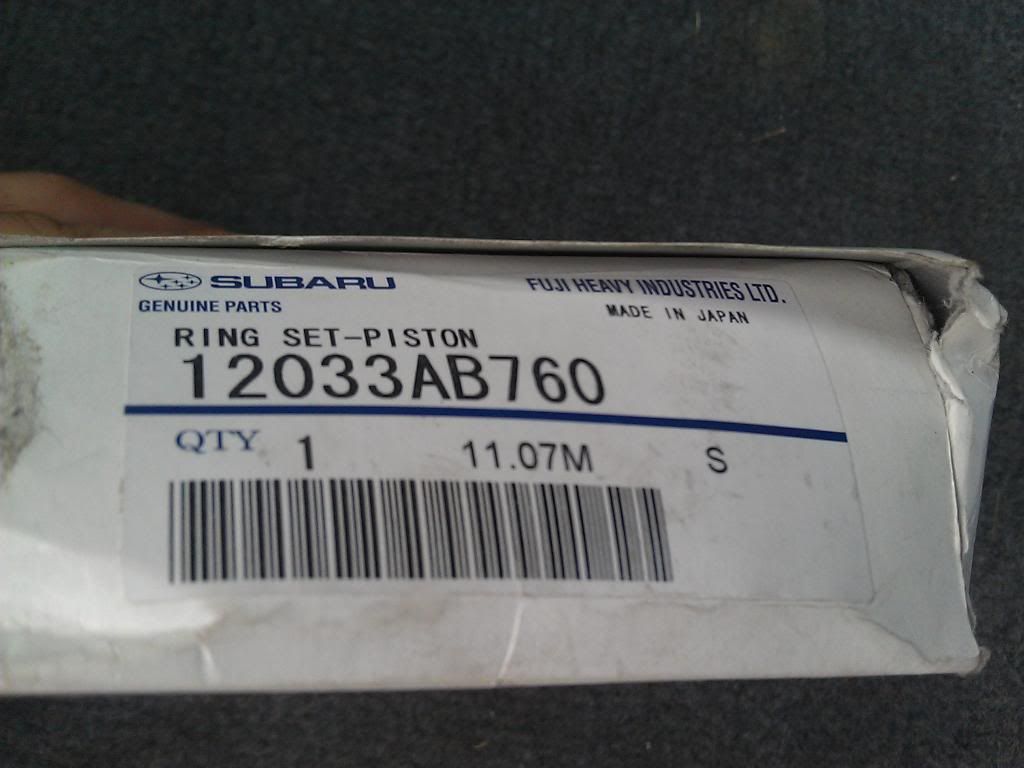 SUBARU
GENUINE PARTS
FUJI HEAVY INDUSTRIES LTD.
MADE IN JAPAN
RING SET-PISTON
12033AB760
QTY 1 11.07M S